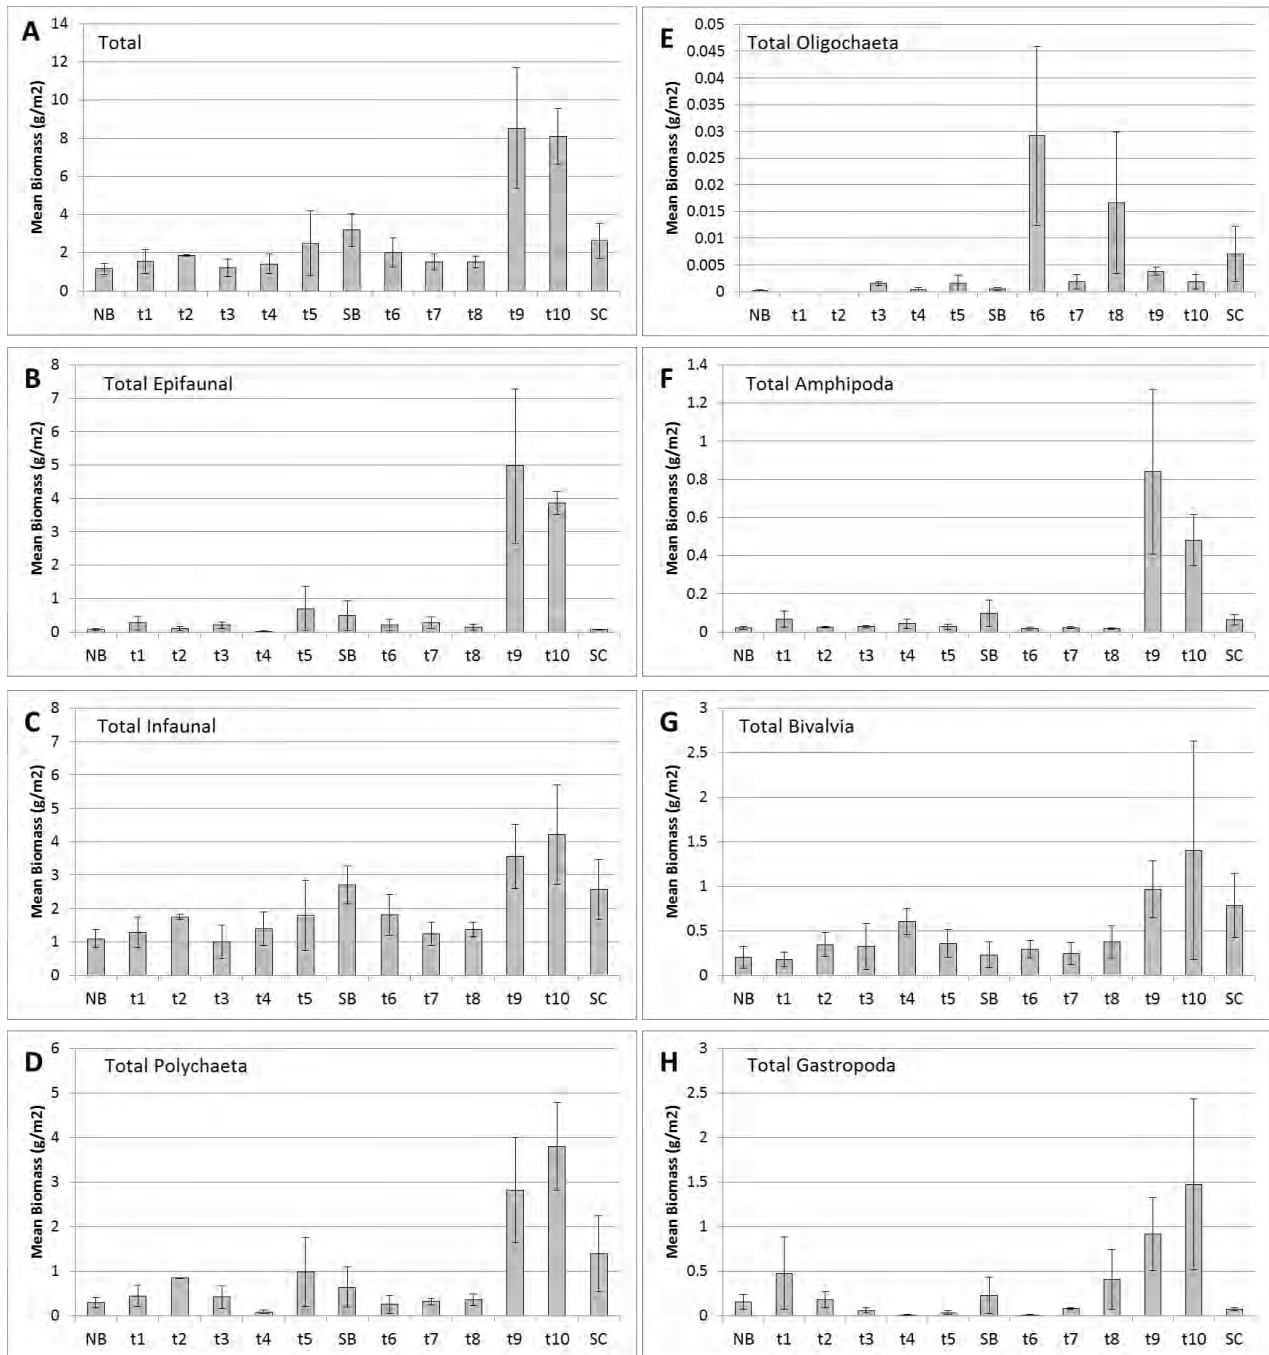 A
Total
Mean Biomass (g/m2)
14
12
10
8
6
4
2
0
NB t1 t2 t3 t4 t5 SB t6 t7 t8 t9 t10 SC
B
Total Epifaunal
Mean Biomass (g/m2)
8
7
6
5
4
3
2
1
0
NB t1 t2 t3 t4 t5 SB t6 t7 t8 t9 t10 SC
C
Total Infaunal
Mean Biomass (g/m2)
8
7
6
5
4
3
2
1
0
NB t1 t2 t3 t4 t5 SB t6 t7 t8 t9 t10 SC
D
Total Polychaeta
Mean Biomass (g/m2)
6
5
4
3
2
1
0
NB t1 t2 t3 t4 t5 SB t6 t7 t8 t9 t10 SC
E
Total Oligochaeta
Mean Biomass (g/m2)
0.05
0.045
0.04
0.035
0.03
0.025
0.02
0.015
0.01
0.005
0
NB t1 t2 t3 t4 t5 SB t6 t7 t8 t9 t10 SC
F
Total Amphipoda
Mean Biomass (g/m2)
1.4
1.2
1
0.8
0.6
0.4
0.2
0
NB t1 t2 t3 t4 t5 SB t6 t7 t8 t9 t10 SC
G
Total Bivalvia
Mean Biomass (g/m2)
3
2.5
2
1.5
1
0.5
0
NB t1 t2 t3 t4 t5 SB t6 t7 t8 t9 t10 SC
H
Total Gastropoda
Mean Biomass (g/m2)
3
2.5
2
1.5
1
0.5
0
NB t1 t2 t3 t4 t5 SB t6 t7 t8 t9 t10 SC